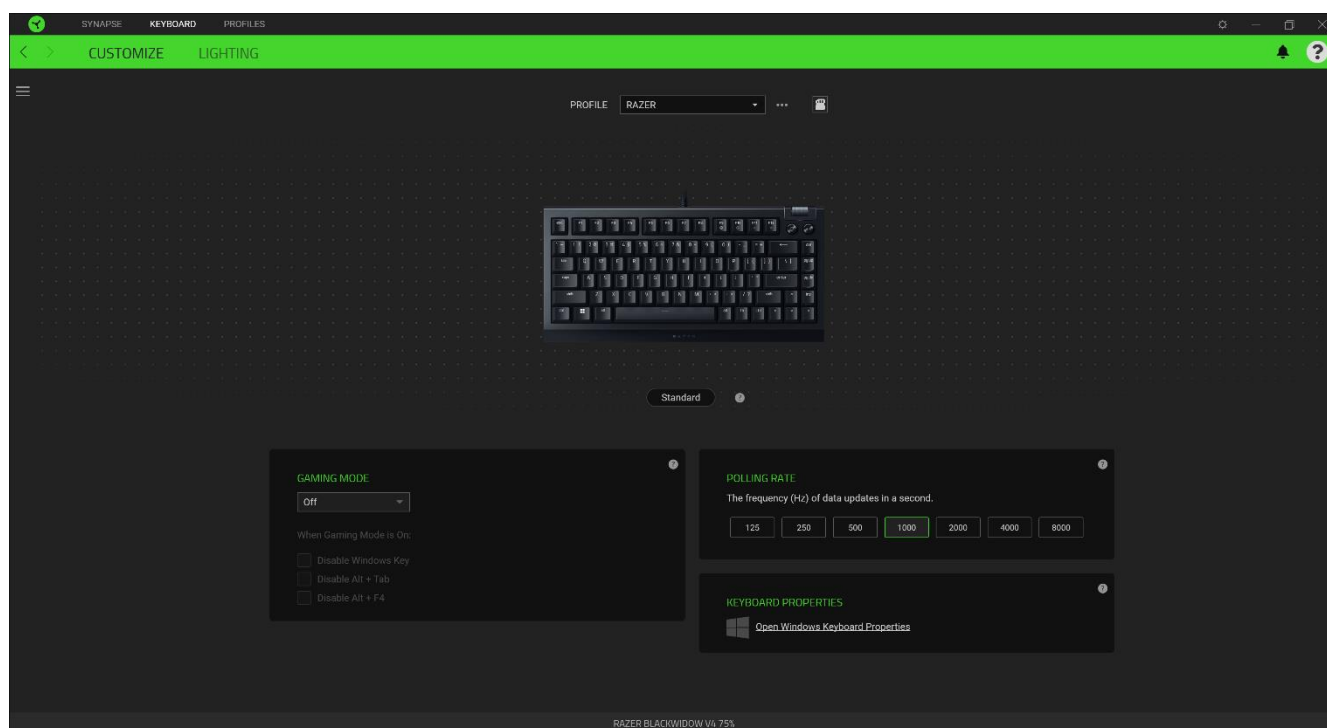 SYNAPSE KEYBOARD PROFILES
CUSTOMIZE LIGHTING
PROFILE RAZER
Standard
GAMING MODE
Off
When Gaming Mode is On:
Disable Windows Key
Disable Alt + Tab
Disable Alt + F4
POLLING RATE
The frequency (Hz) of data updates in a second.
125 250 500 1000 2000 4000 8000
KEYBOARD PROPERTIES
Open Windows Keyboard Properties
RAZER BLACKWIDOW V4 75%